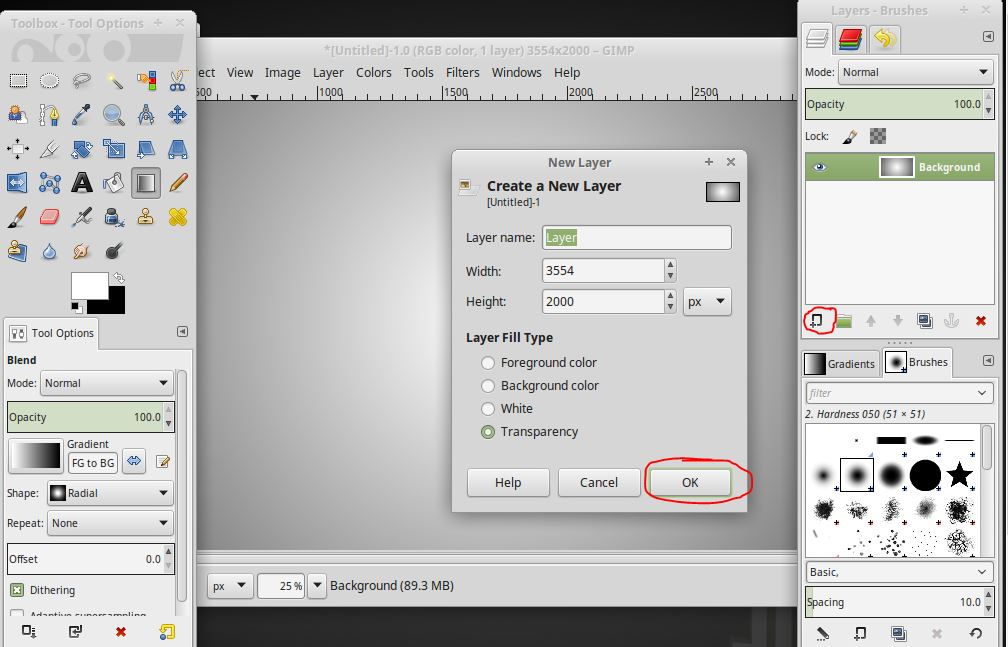 Toolbox - Tool Options
Tool Options
Blend
Mode: Normal
Opacity 100.0
Gradient
FG to BG
Shape: Radial
Repeat: None
Offset 0.0
Dithering
Adaptive supersampling
*[Untitled]-1.0 (RGB color, 1 layer) 3554x2000 – GIMP
ect View Image Layer Colors Tools Filters Windows Help
500 1000 1500 2000 2500
New Layer
Create a New Layer
[Untitled]-1
Layer name: Layer
Width: 3554
Height: 2000 px
Layer Fill Type
Foreground color
Background color
White
Transparency
Help Cancel OK
px 25 % Background (89.3 MB)
Layers - Brushes
Mode: Normal
Opacity 100.0
Lock:
Background
Gradients Brushes
filter
2. Hardness 050 (51 × 51)
Basic,
Spacing 10.0